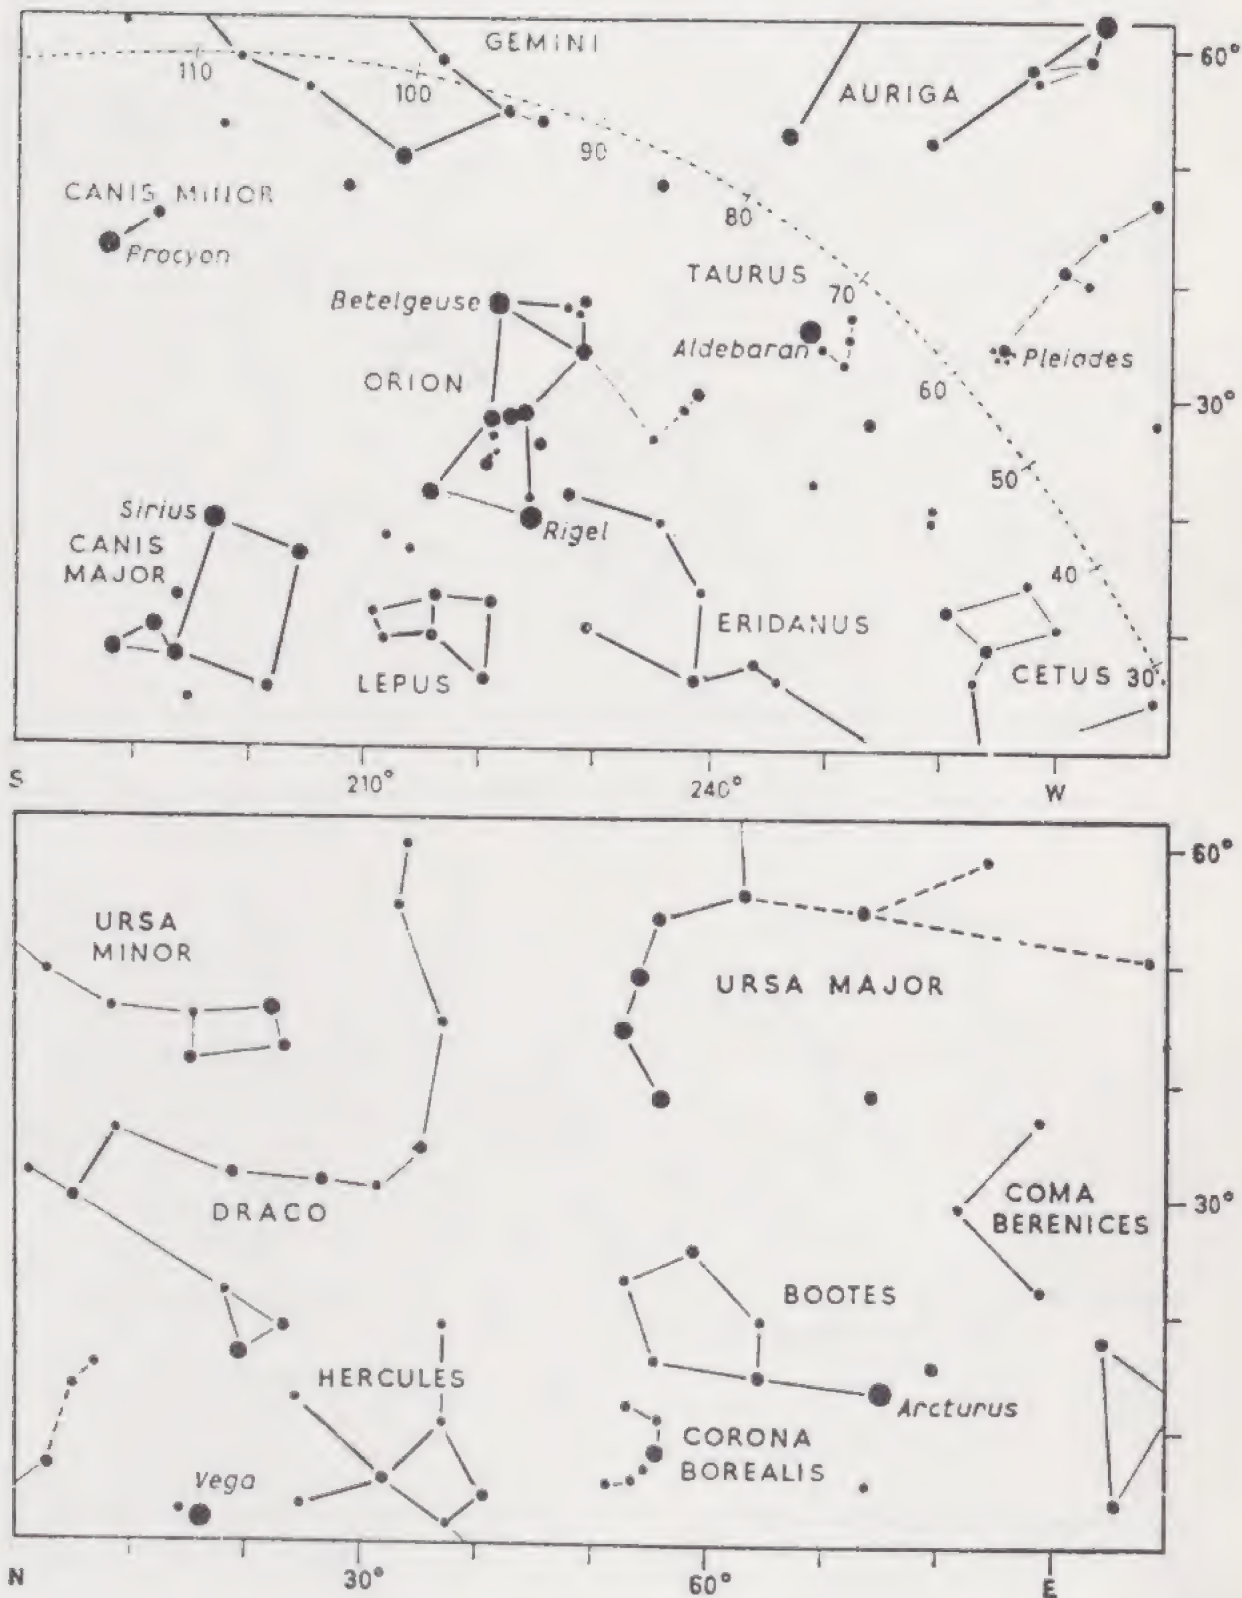 GEMINI
60°
110
100
AURIGA
90
CANIS MINOR
80
Procyon
TAURUS
Betelgeuse
70
Aldebaran
Pleiades
ORION
60
30°
50
Sirius
Rigel
CANIS
MAJOR
40
ERIDANUS
LEPUS
CETUS
30
S
210°
240°
W
60°
URSA
MINOR
URSA MAJOR
COMA
BERENICES
30°
DRACO
BOOTES
HERCULES
Arcturus
CORONA
BOREALIS
Vega
N
30°
60°
E